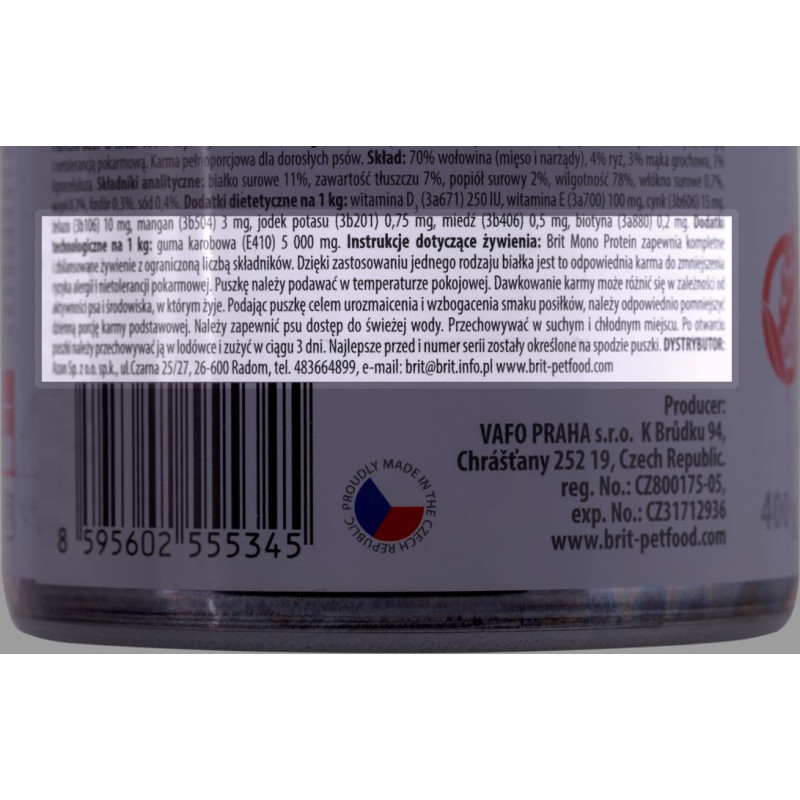 nietolerancją pokarmową. Karma pełnoporcjowa dla dorosłych psów. Skład: 70% wołowina (mięso i narządy), 4% ryż, 3% mąka grochowa, 1%
Składniki analityczne: białko surowe 11%, zawartość tłuszczu 7%, popiół surowy 2%, wilgotność 78%, włókno surowe 0,7%,
fosfór 0.3%, sód 0.4%. Dodatki dietetyczne na 1 kg: witamina D₃ (3a671) 250 IU, witamina E (3a700) 100 mg, cynk (3b606) 15 mg,
żelazo (3b106) 10 mg, mangan (3b504) 3 mg, jodek potasu (3b201) 0,75 mg, miedź (3b406) 0,5 mg, biotyna (3a880) 0,2 mg. Dodatki
technologiczne na 1 kg: guma karobowa (E410) 5 000 mg. Instrukcje dotyczące żywienia: Brit Mono Protein zapewnia kompletne
i zbilansowane żywienie z ograniczoną liczbą składników. Dzięki zastosowaniu jednego rodzaju białka jest to odpowiednia karma do zmniejszenia
ryzyka alergii i nietolerancji pokarmowej. Puszkę należy podawać w temperaturze pokojowej. Dawkowanie karmy może różnić się w zależności od
aktywności psa i środowiska, w którym żyje. Podając puszkę celem urozmaicenia i wzbogacenia smaku posiłków, należy odpowiednio pomniejszyć
dzienną porcję karmy podstawowej. Należy zapewnić psu dostęp do świeżej wody. Przechowywać w suchym i chłodnym miejscu. Po otwarciu
puszki należy przechowywać ją w lodówce i zużyć w ciągu 3 dni. Najlepsze przed i numer serii zostały określone na spodzie puszki. DYSTRYBUTOR:
Azan Sp. z o.o. sp.k., ul.Czarna 25/27, 26-600 Radom, tel. 483664899, e-mail: brit@brit.info.pl www.brit-petfood.com
Producer:
VAFO PRAHA s.r.o. K Brůdku 94,
Chrášťany 252 19, Czech Republic.
reg. No.: CZ800175-05,
exp. No.: CZ31712936
www.brit-petfood.com
PROUDLY MADE IN THE CZECH REPUBLIC
8 595602 555345
400